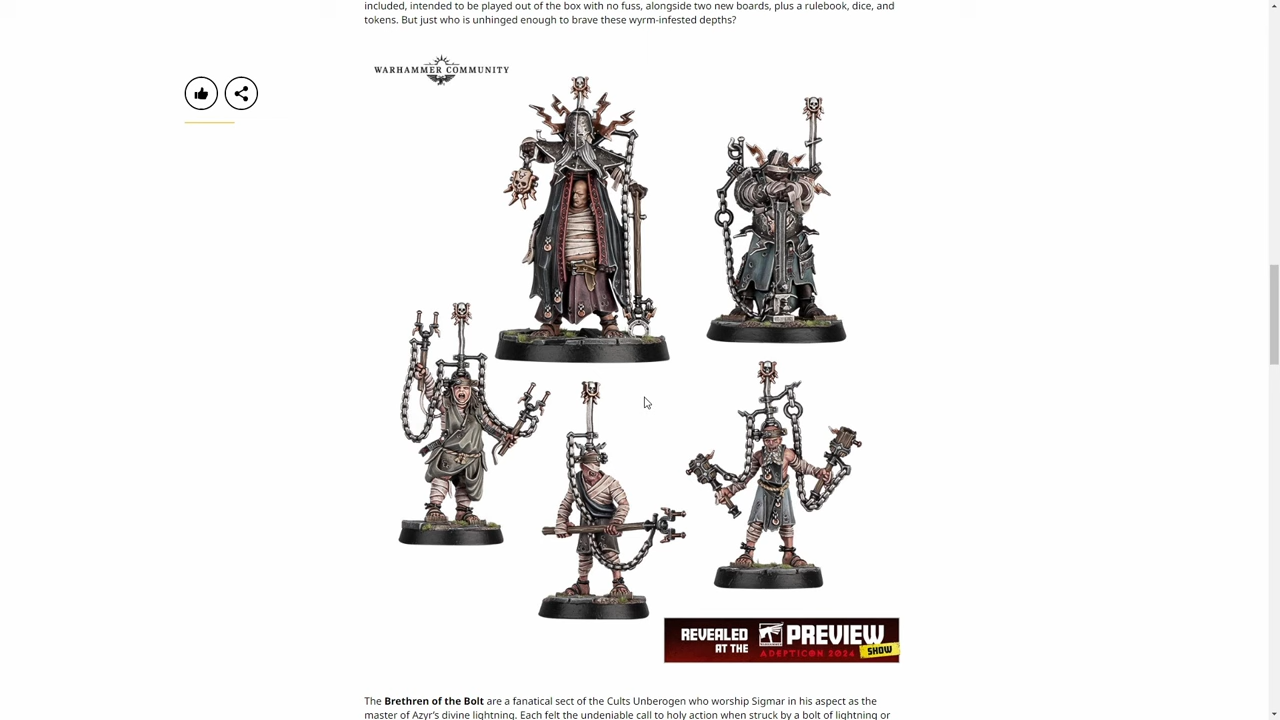 included, intended to be played out of the box with no fuss, alongside two new boards, plus a rulebook, dice, and
tokens. But just who is unhinged enough to brave these wyrm-infested depths?
WARHAMMER COMMUNITY
REVEALED
AT THE
PREVIEW
ADEPTICON 2024
SHOW
The Brethren of the Bolt are a fanatical sect of the Cults Unberogen who worship Sigmar in his aspect as the
master of Azyr’s divine lightning. Each felt the undeniable call to holy action when struck by a bolt of lightning or